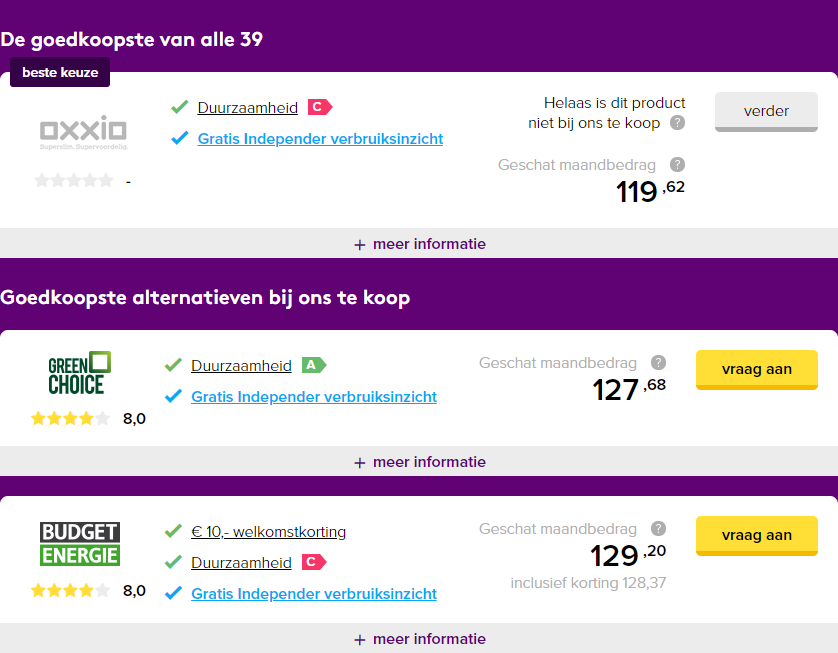 De goedkoopste van alle 39
beste keuze
oxxio
Superslim. Supervoordelig.
-
Duurzaamheid C
Gratis Independer verbruiksinzicht
Helaas is dit product
niet bij ons te koop ?
Geschat maandbedrag ?
119,62
verder
+ meer informatie
Goedkoopste alternatieven bij ons te koop
GREEN
CHOICE
8,0
Duurzaamheid A
Gratis Independer verbruiksinzicht
Geschat maandbedrag ?
127,68
vraag aan
+ meer informatie
BUDGET
ENERGIE
8,0
€ 10,- welkomstkorting
Duurzaamheid C
Gratis Independer verbruiksinzicht
Geschat maandbedrag ?
129,20
inclusief korting 128,37
vraag aan
+ meer informatie